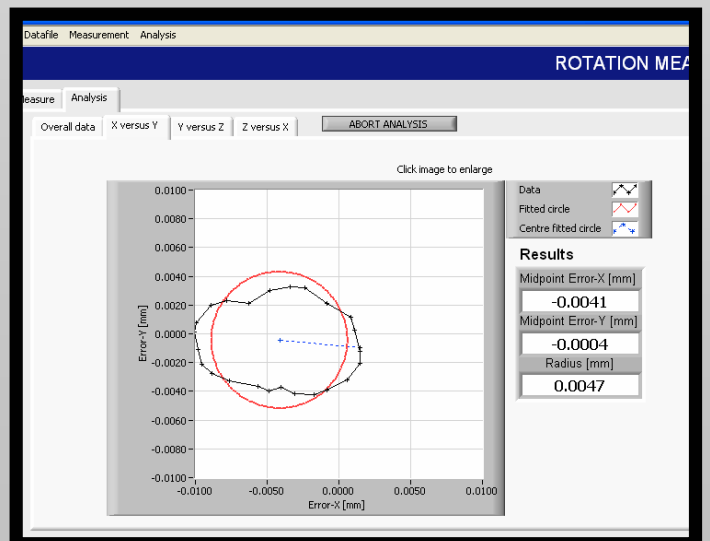 Datafile Measurement Analysis
ROTATION MEA
easure Analysis
Overall data X versus Y Y versus Z Z versus X ABORT ANALYSIS
Click image to enlarge
0.0100
0.0080
0.0060
0.0040
0.0020
0.0000
-0.0020
-0.0040
-0.0060
-0.0080
-0.0100
Error-Y [mm]
-0.0100 -0.0050 0.0000 0.0050 0.0100
Error-X [mm]
Data
Fitted circle
Centre fitted circle
Results
Midpoint Error-X [mm]
-0.0041
Midpoint Error-Y [mm]
-0.0004
Radius [mm]
0.0047